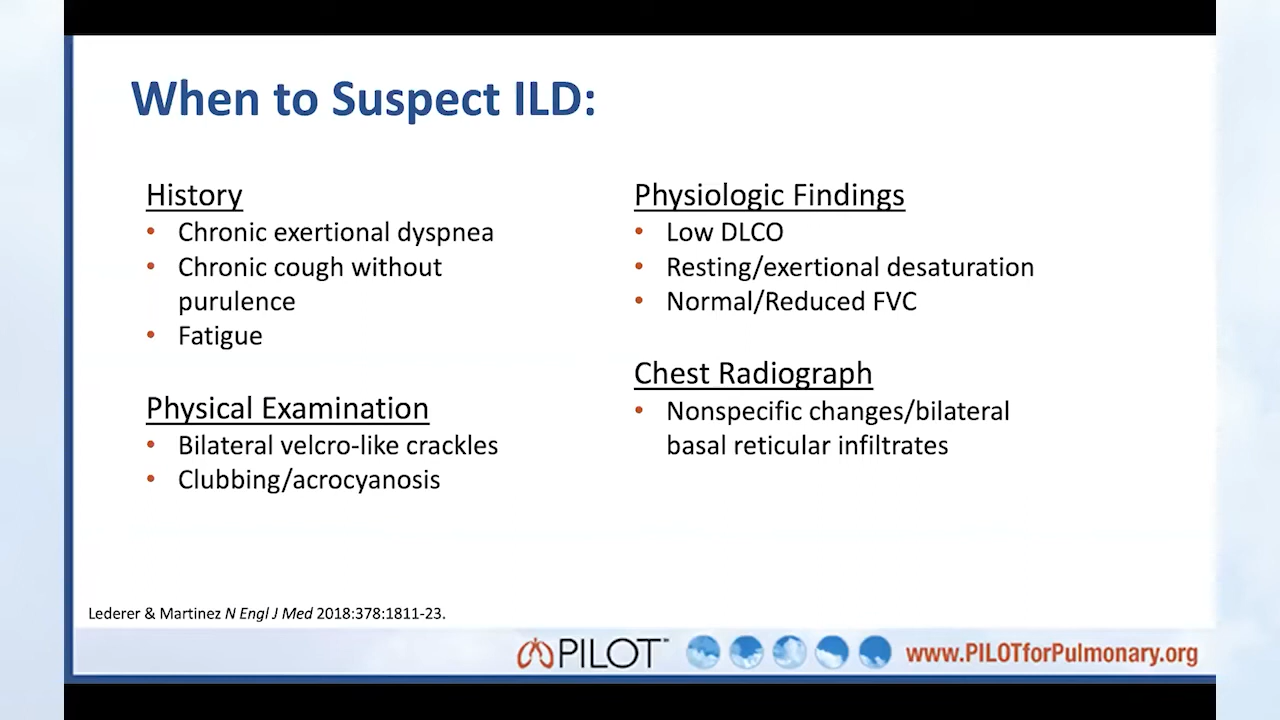 When to Suspect ILD:
History
• Chronic exertional dyspnea
• Chronic cough without
purulence
• Fatigue
Physical Examination
• Bilateral velcro-like crackles
• Clubbing/acrocyanosis
Physiologic Findings
• Low DLCO
• Resting/exertional desaturation
• Normal/Reduced FVC
Chest Radiograph
• Nonspecific changes/bilateral
basal reticular infiltrates
Lederer & Martinez N Engl J Med 2018:378:1811-23.
PILOT™
www.PILOTforPulmonary.org